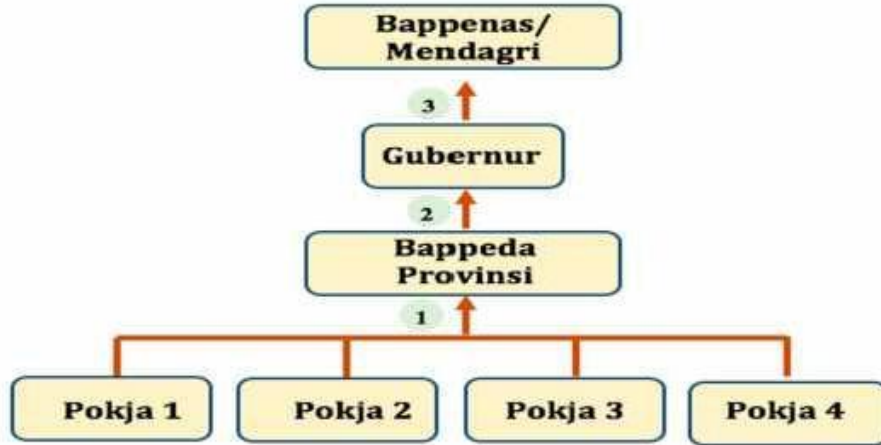 Bappenas/
Mendagri
3
Gubernur
2
Bappeda
Provinsi
1
Pokja 1
Pokja 2
Pokja 3
Pokja 4